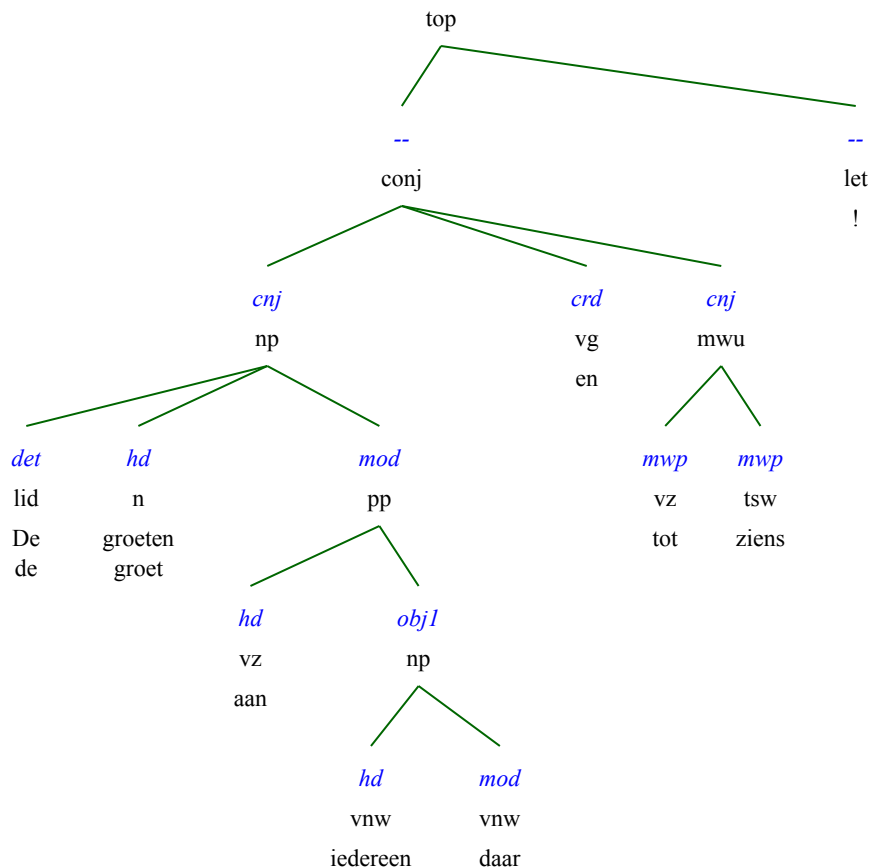 top
-- --
conj let
!
cnj crd cnj
np vg mwu
en
det hd mod mwp mwp
lid n pp vz tsw
De groeten tot ziens
de groet
hd obj1
vz np
aan
hd mod
vnw vnw
iedereen daar